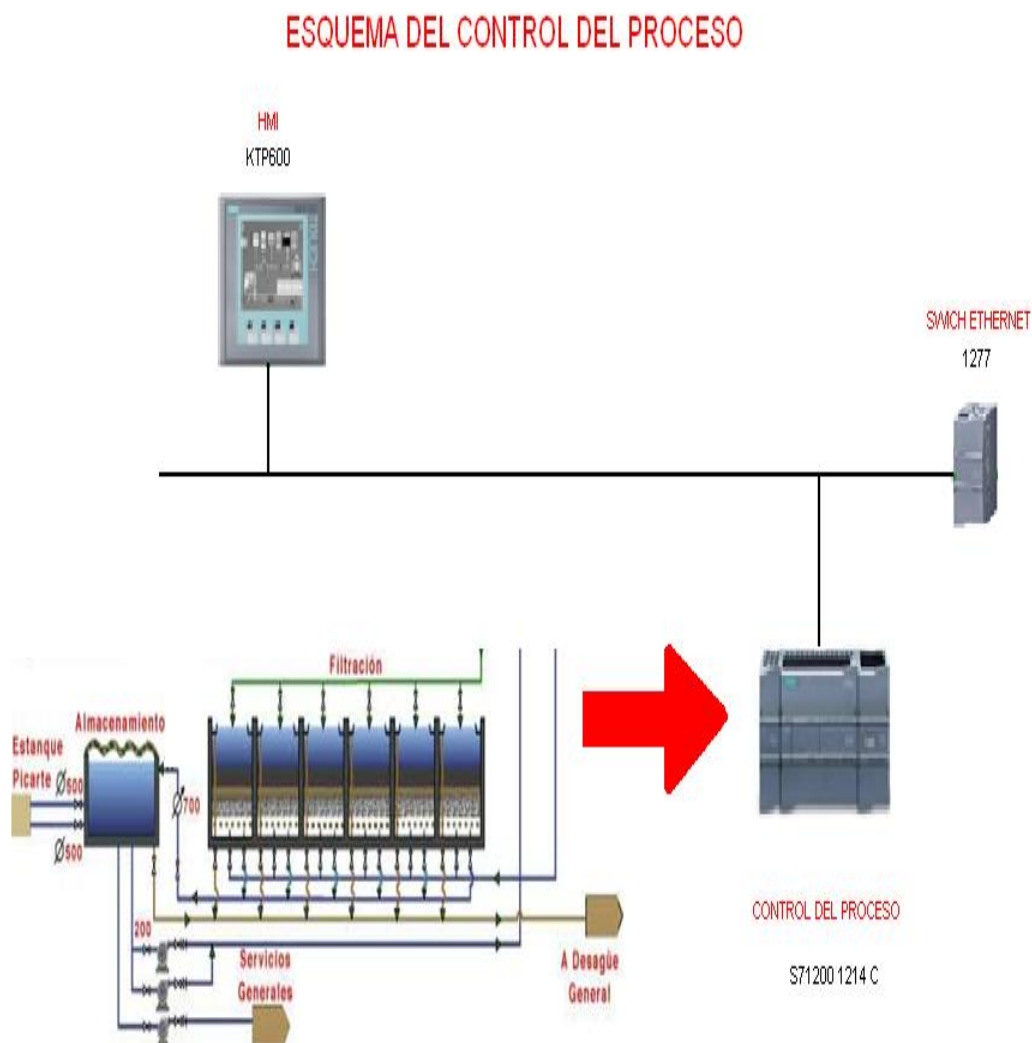 ESQUEMA DEL CONTROL DEL PROCESO
HMI
KTP600
SWICH ETHERNET
1277
Filtración
Almacenamiento
Estanque
Picarte
Ø500
Ø700
Ø500
200
Servicios
Generales
A Desagüe
General
CONTROL DEL PROCESO
S71200 1214 C